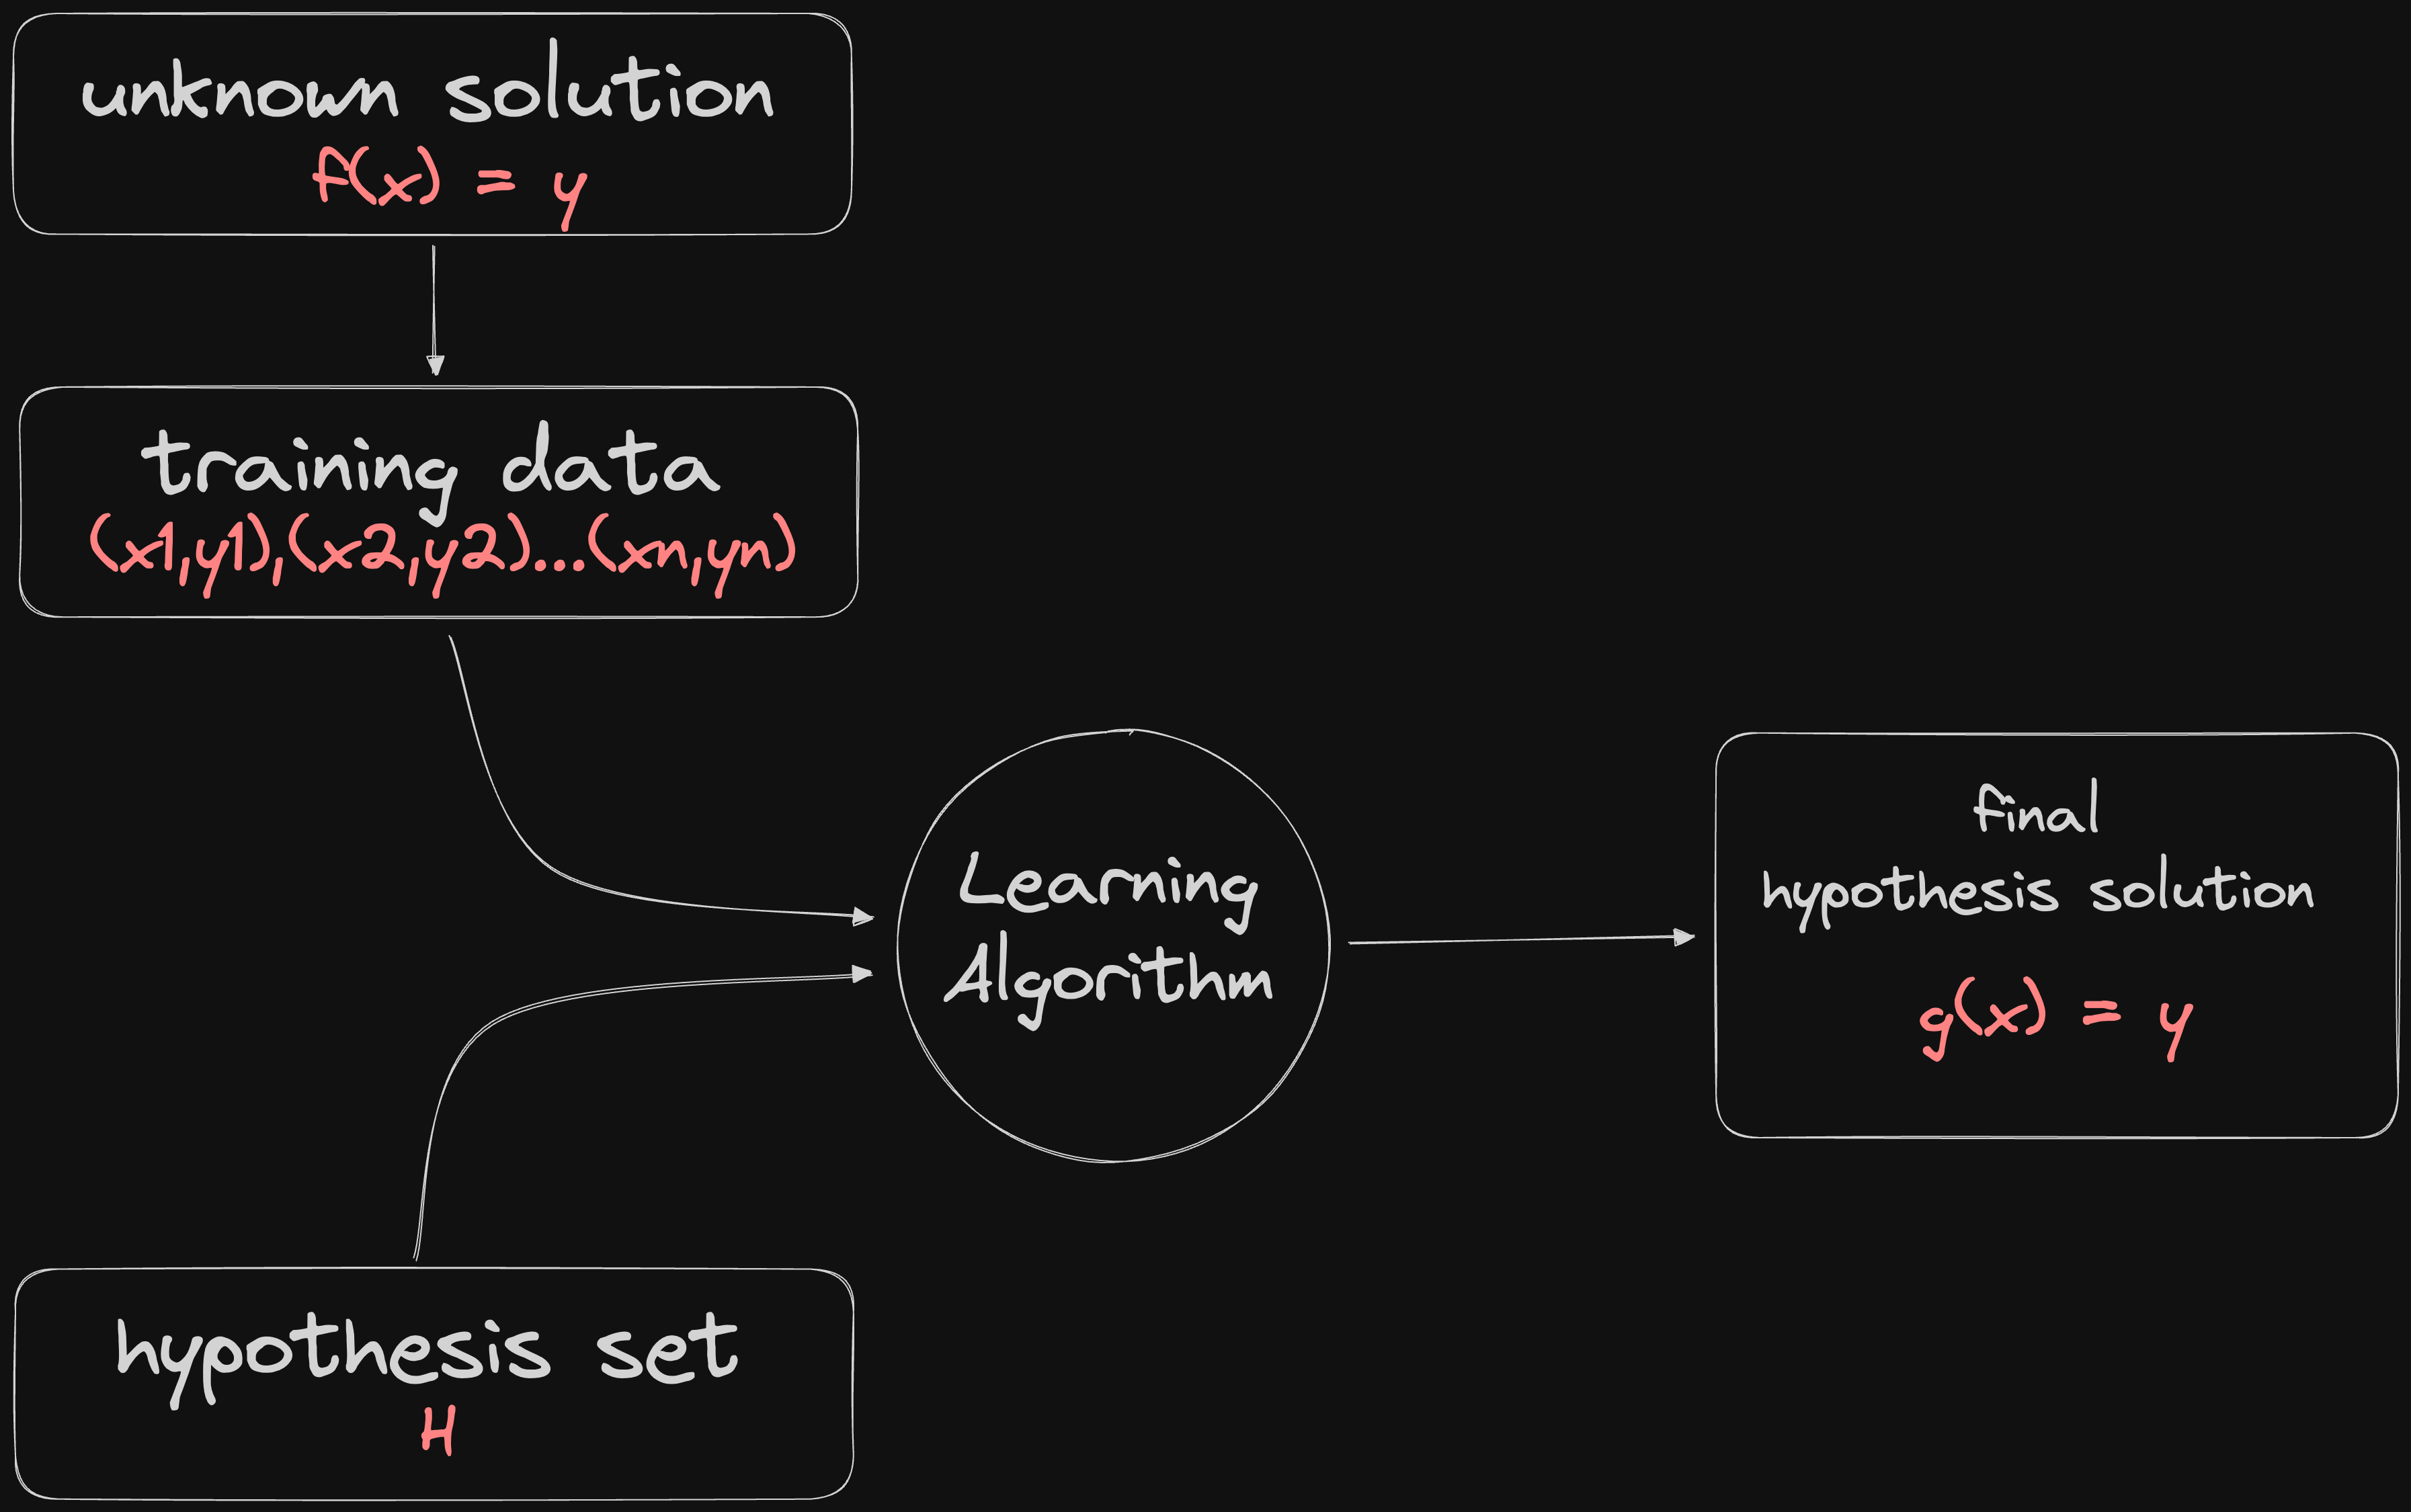 unknown solution
f(x) = y
training data
(x1,y1),(x2,y2)...(xn,yn)
Learning
Algorithm
final
hypothesis solution
g(x) = y
hypothesis set
H